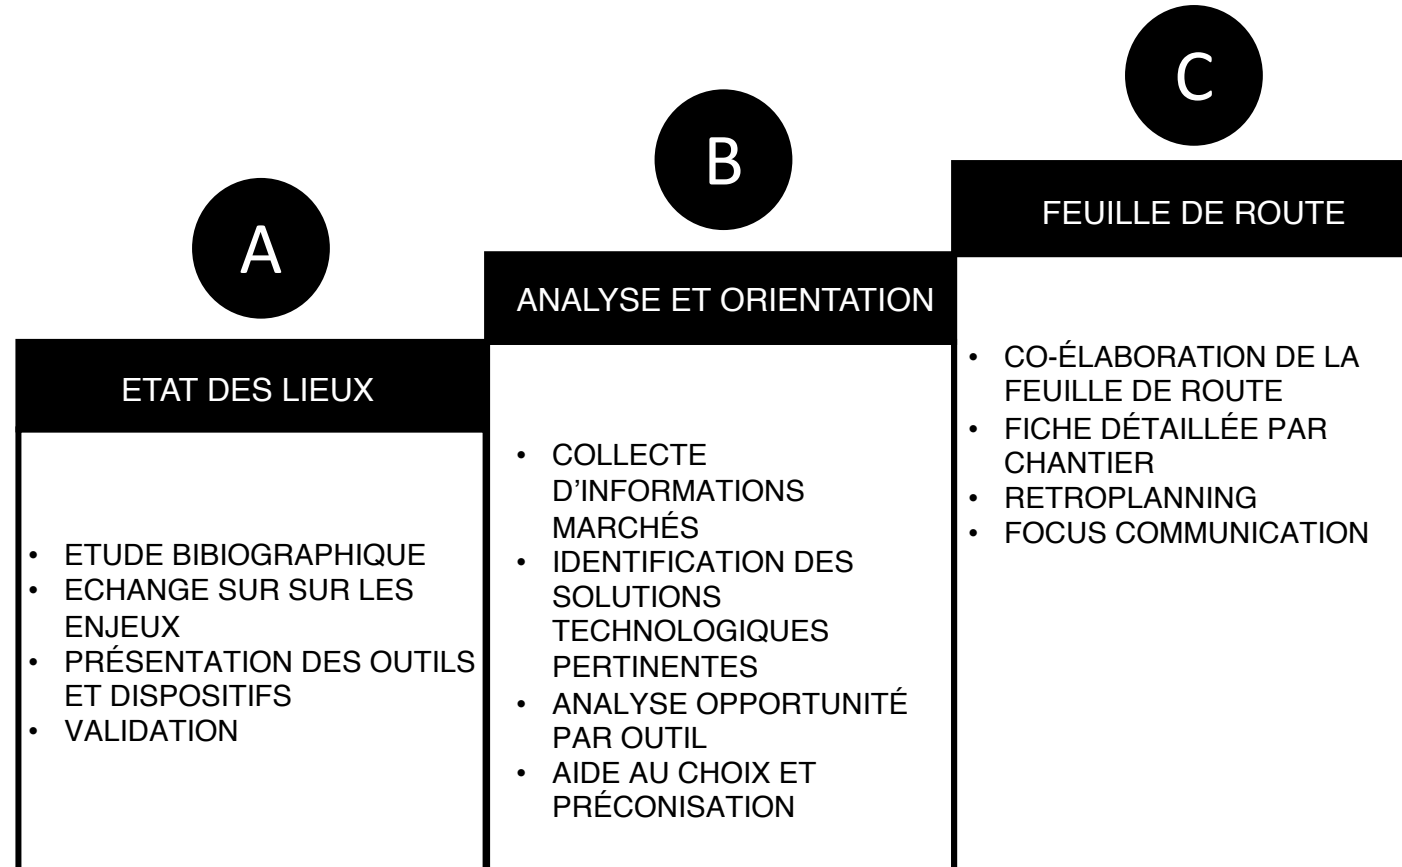 A
ETAT DES LIEUX
• ETUDE BIBIOGRAPHIQUE
• ECHANGE SUR SUR LES
ENJEUX
• PRÉSENTATION DES OUTILS
ET DISPOSITIFS
• VALIDATION
B
ANALYSE ET ORIENTATION
• COLLECTE
D’INFORMATIONS
MARCHÉS
• IDENTIFICATION DES
SOLUTIONS
TECHNOLOGIQUES
PERTINENTES
• ANALYSE OPPORTUNITÉ
PAR OUTIL
• AIDE AU CHOIX ET
PRÉCONISATION
C
FEUILLE DE ROUTE
• CO-ÉLABORATION DE LA
FEUILLE DE ROUTE
• FICHE DÉTAILLÉE PAR
CHANTIER
• RETROPLANNING
• FOCUS COMMUNICATION